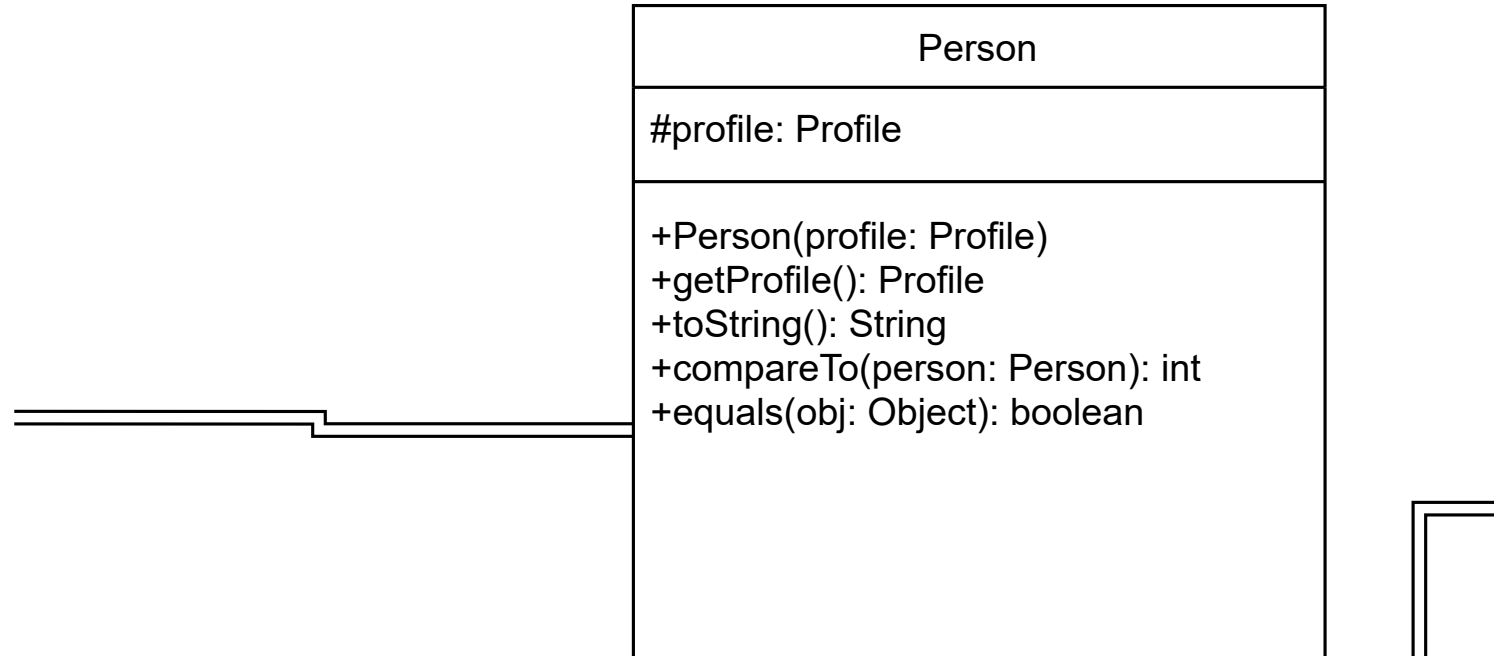 Person
#profile: Profile
+Person(profile: Profile)
+getProfile(): Profile
+toString(): String
+compareTo(person: Person): int
+equals(obj: Object): boolean